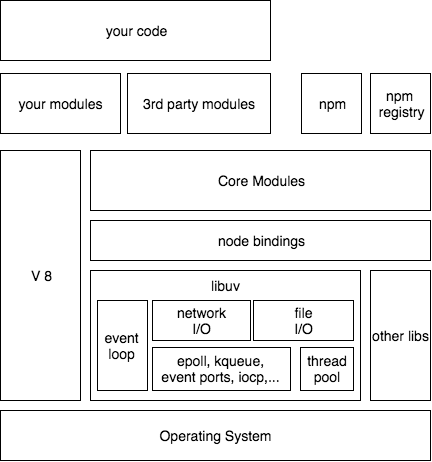 your code
your modules
3rd party modules
npm
npm
registry
Core Modules
V 8
node bindings
libuv
event
loop
network
I/O
file
I/O
epoll, kqueue,
event ports, iocp,...
thread
pool
other libs
Operating System